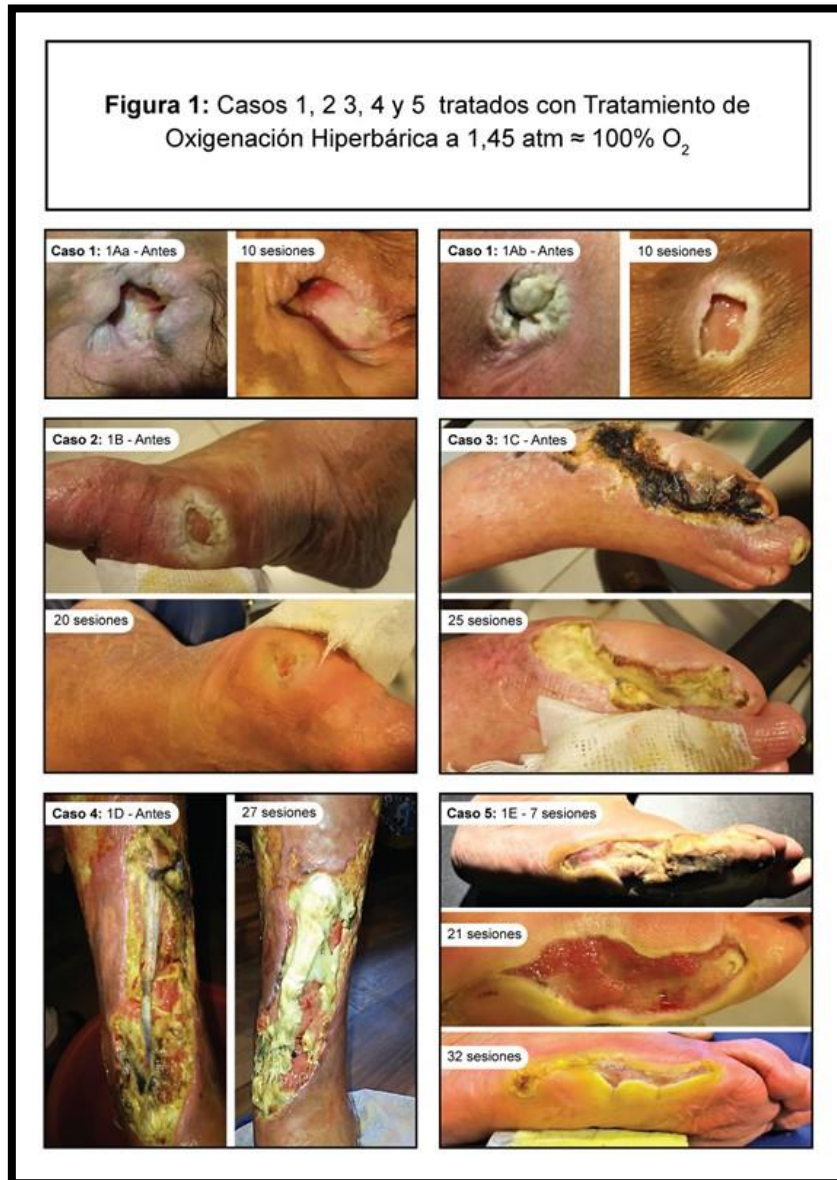 Figura 1: Casos 1, 2 3, 4 y 5  tratados con Tratamiento de
Oxigenación Hiperbárica a 1,45 atm ≈ 100% O₂
Caso 1: 1Aa - Antes
10 sesiones
Caso 1: 1Ab - Antes
10 sesiones
Caso 2: 1B - Antes
20 sesiones
Caso 3: 1C - Antes
25 sesiones
Caso 4: 1D - Antes
27 sesiones
Caso 5: 1E - 7 sesiones
21 sesiones
32 sesiones